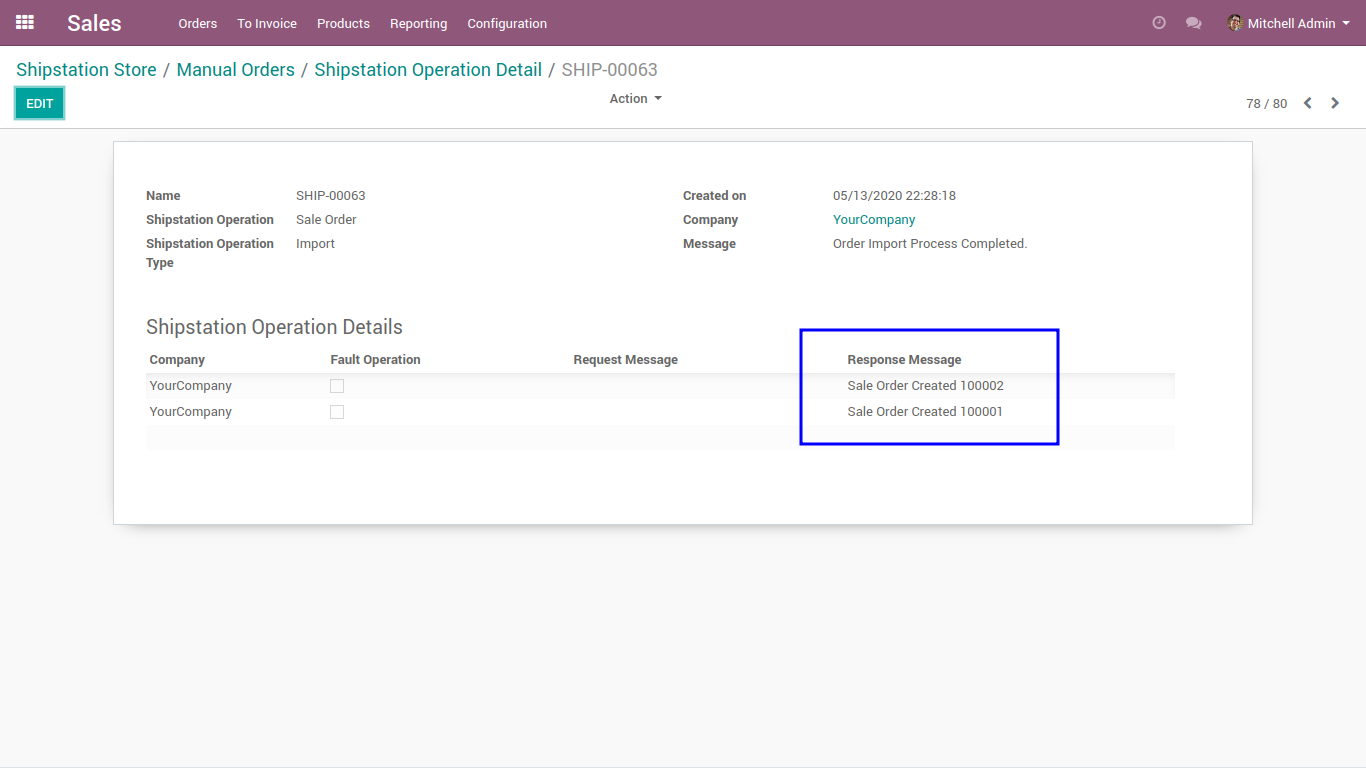 Sales Orders To Invoice Products Reporting Configuration Mitchell Admin
Shipstation Store / Manual Orders / Shipstation Operation Detail / SHIP-00063
EDIT Action 78 / 80
Name SHIP-00063 Created on 05/13/2020 22:28:18
Shipstation Operation Sale Order Company YourCompany
Shipstation Operation Import Message Order Import Process Completed.
Type
Shipstation Operation Details
Company Fault Operation Request Message Response Message
YourCompany Sale Order Created 100002
YourCompany Sale Order Created 100001